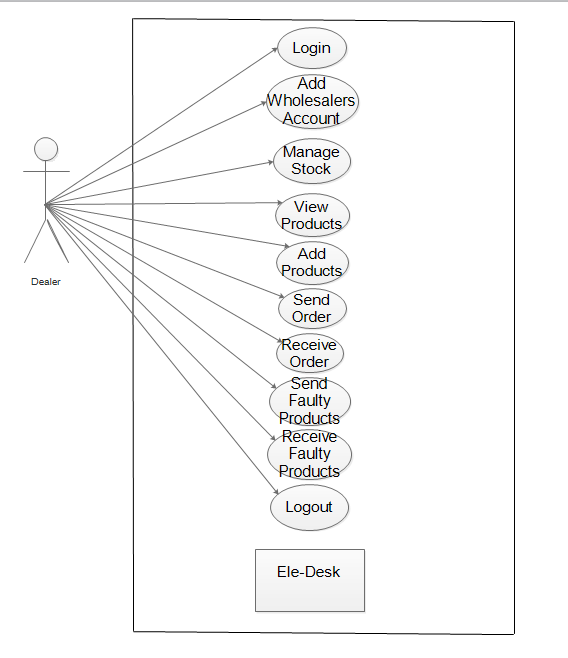 Login
Add
Wholesalers
Account
Manage
Stock
View
Products
Add
Products
Send
Order
Receive
Order
Send
Faulty
Products
Receive
Faulty
Products
Logout
Ele-Desk
Dealer